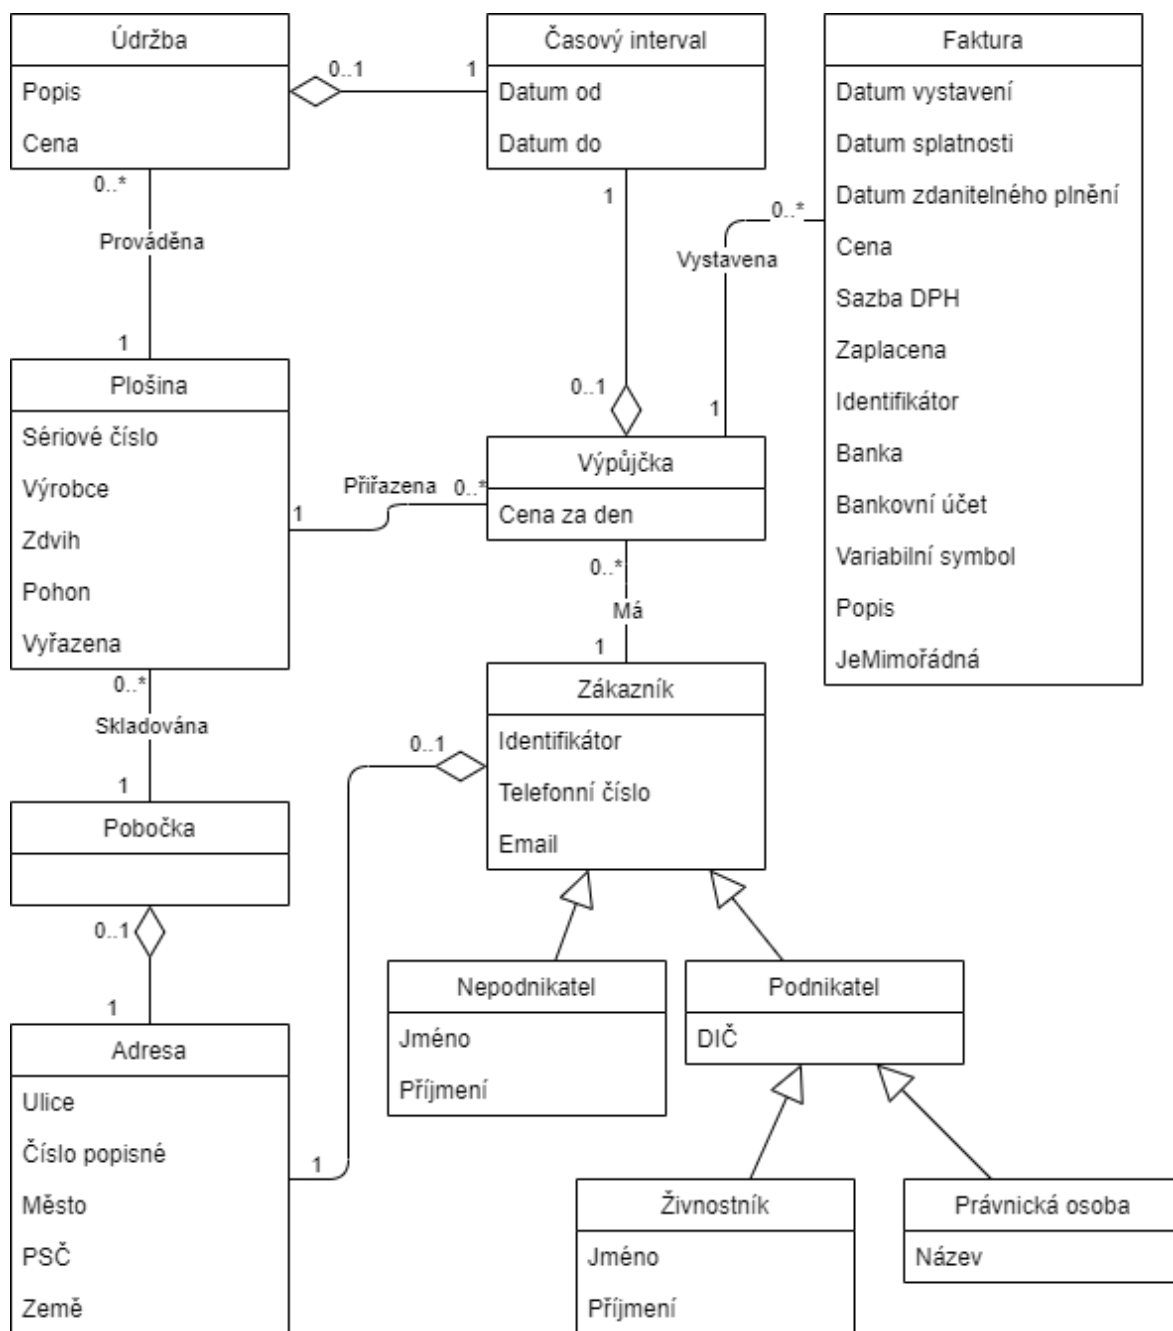 Údržba
Popis
Cena
0..1
1
Časový interval
Datum od
Datum do
Faktura
Datum vystavení
Datum splatnosti
Datum zdanitelného plnění
Cena
Sazba DPH
Zaplacena
Identifikátor
Banka
Bankovní účet
Variabilní symbol
Popis
JeMimořádná
0..*
Prováděna
1
1
0..1
0..*
Vystavena
1
Plošina
Sériové číslo
Výrobce
Zdvih
Pohon
Vyřazena
1
Přiřazena
0..*
Výpůjčka
Cena za den
0..*
Má
1
0..*
Skladována
1
Zákazník
Identifikátor
Telefonní číslo
Email
0..1
1
Pobočka
0..1
1
Adresa
Ulice
Číslo popisné
Město
PSČ
Země
Nepodnikatel
Jméno
Příjmení
Podnikatel
DIČ
Živnostník
Jméno
Příjmení
Právnická osoba
Název